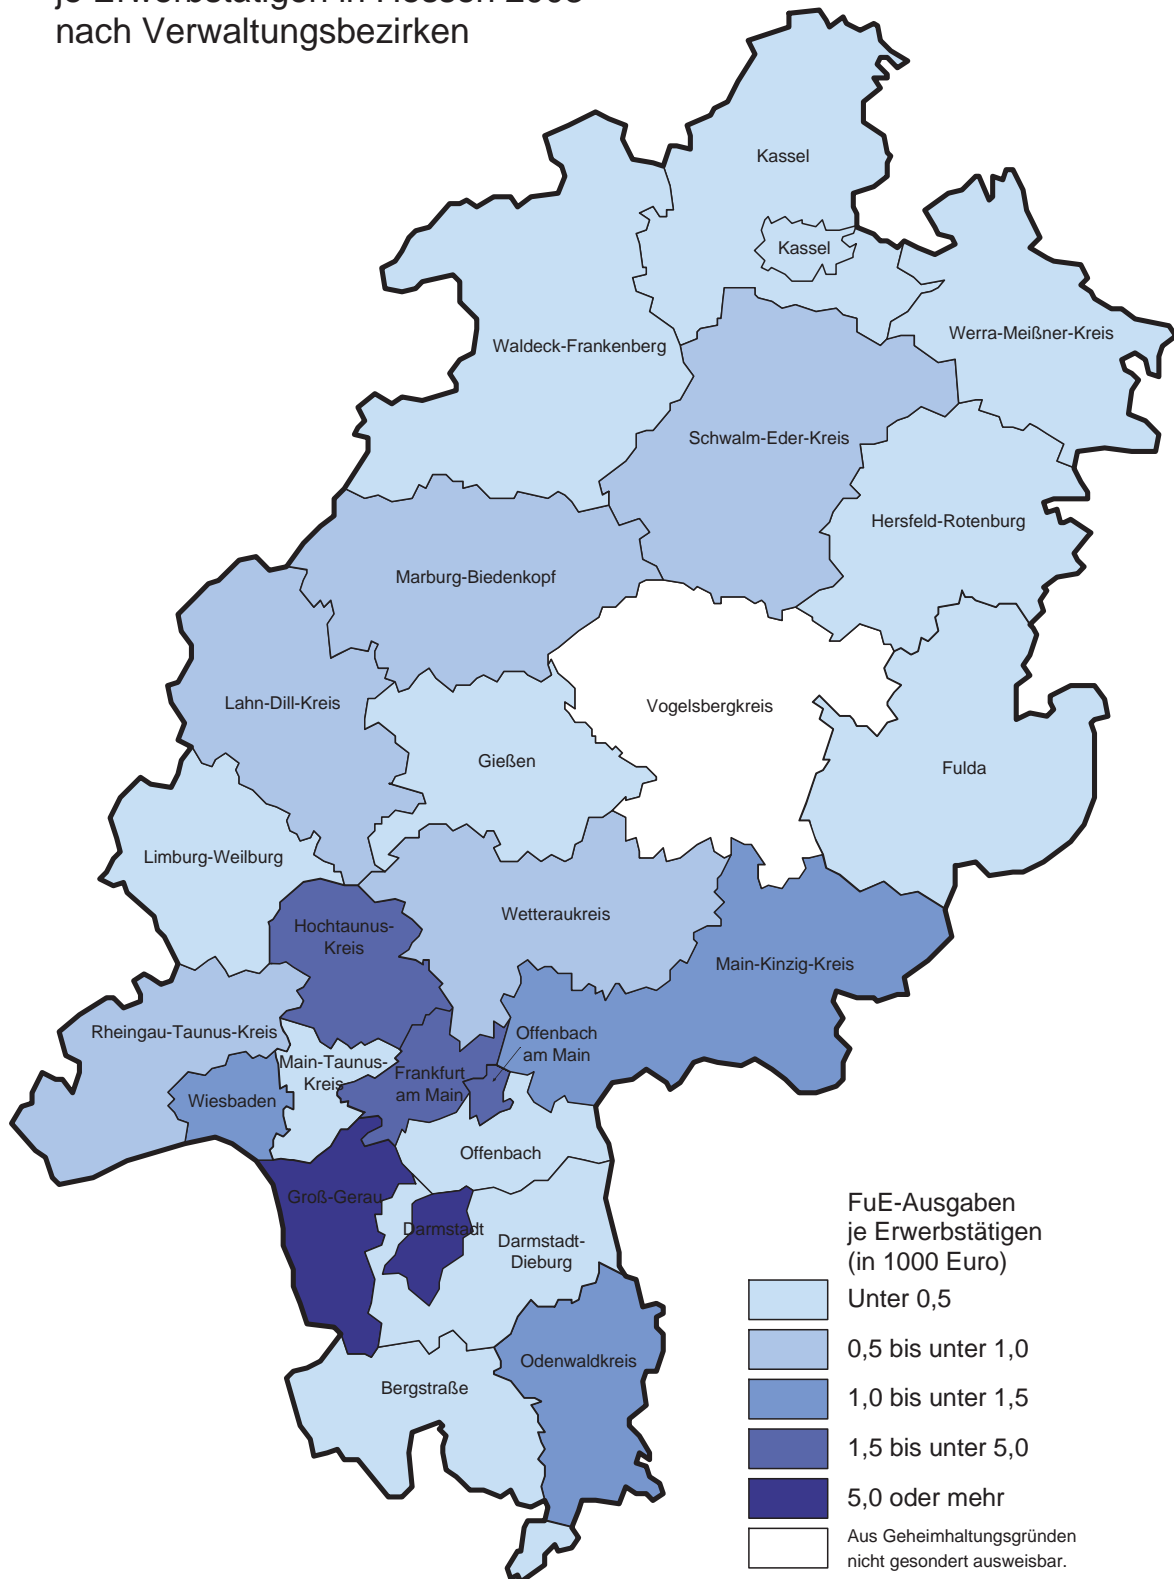 nach Verwaltungsbezirken
Kassel
Kassel
Waldeck-Frankenberg
Werra-Meißner-Kreis
Schwalm-Eder-Kreis
Hersfeld-Rotenburg
Marburg-Biedenkopf
Lahn-Dill-Kreis
Vogelsbergkreis
Gießen
Fulda
Limburg-Weilburg
Wetteraukreis
Hochtaunus-
Kreis
Main-Kinzig-Kreis
Rheingau-Taunus-Kreis
Offenbach
am Main
Main-Taunus-
Kreis
Frankfurt
am Main
Wiesbaden
Offenbach
Groß-Gerau
Darmstadt
Darmstadt-
Dieburg
Odenwaldkreis
Bergstraße
FuE-Ausgaben
je Erwerbstätigen
(in 1000 Euro)
Unter 0,5
0,5 bis unter 1,0
1,0 bis unter 1,5
1,5 bis unter 5,0
5,0 oder mehr
Aus Geheimhaltungsgründen
nicht gesondert ausweisbar.